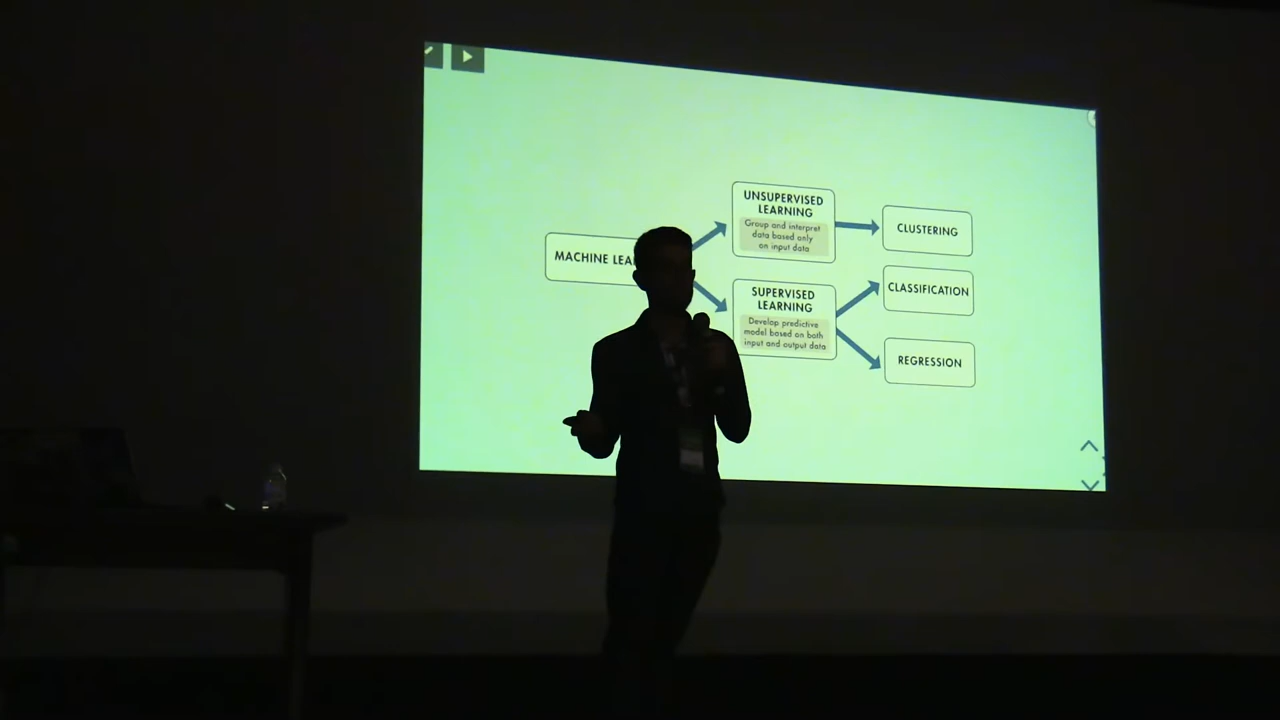 MACHINE
UNSUPERVISED
LEARNING
Group and interpret
data based only
on input data
CLUSTERING
SUPERVISED
LEARNING
Develop predictive
model based on both
input and output data
CLASSIFICATION
REGRESSION